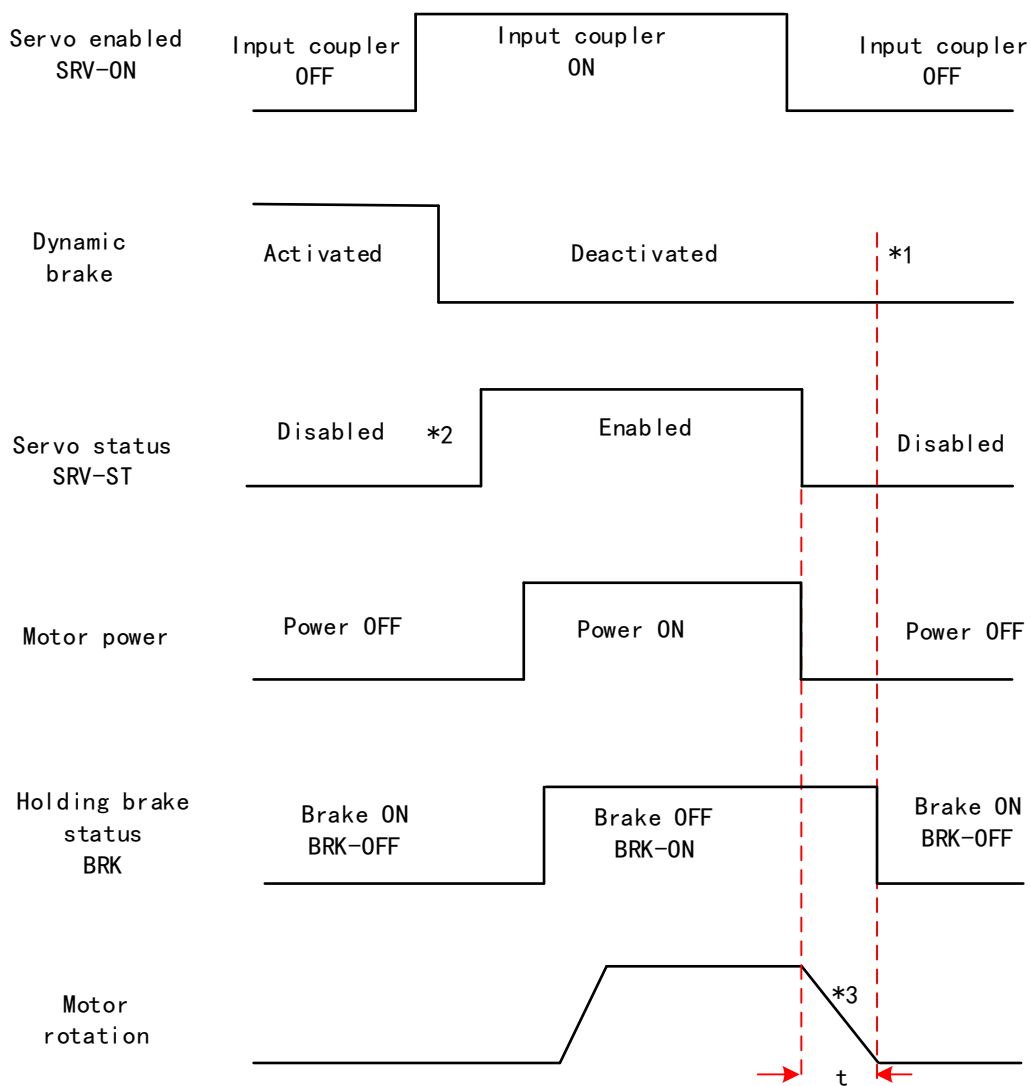 Servo enabled
SRV-ON
Input coupler
OFF
Input coupler
ON
Input coupler
OFF
Dynamic
brake
Activated
Deactivated
*1
Servo status
SRV-ST
Disabled
*2
Enabled
Disabled
Motor power
Power OFF
Power ON
Power OFF
Holding brake
status
BRK
Brake ON
BRK-OFF
Brake OFF
BRK-ON
Brake ON
BRK-OFF
Motor
rotation
*3
t